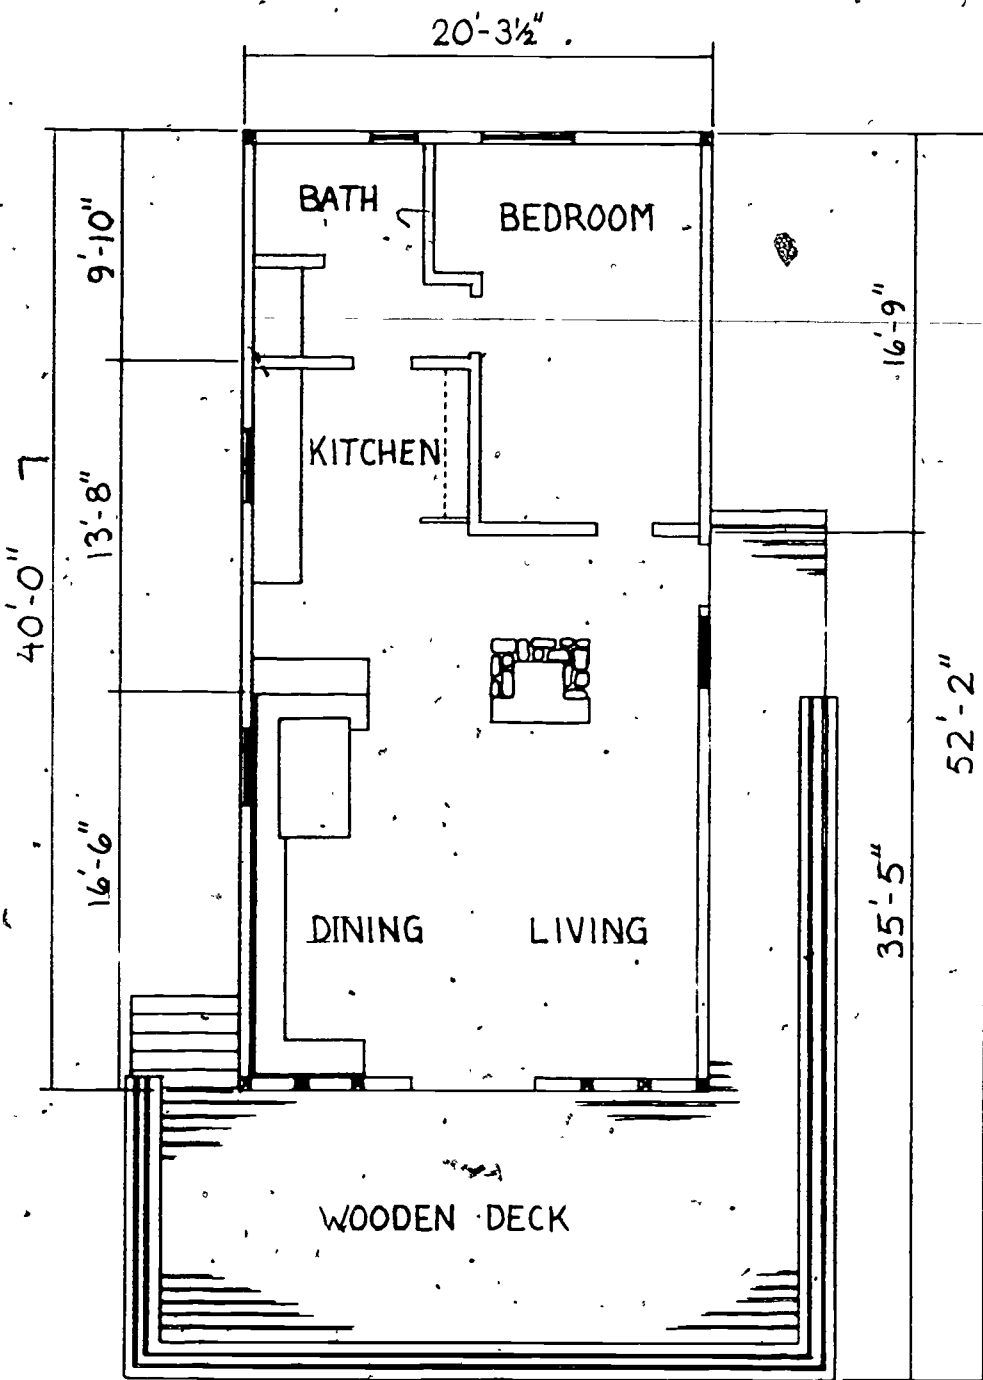 20'-3½"
BATH
BEDROOM
9'-10"
16'-9"
KITCHEN
13'-8"
40'-0"
52'-2"
16'-6"
35'-5"
DINING
LIVING
WOODEN DECK